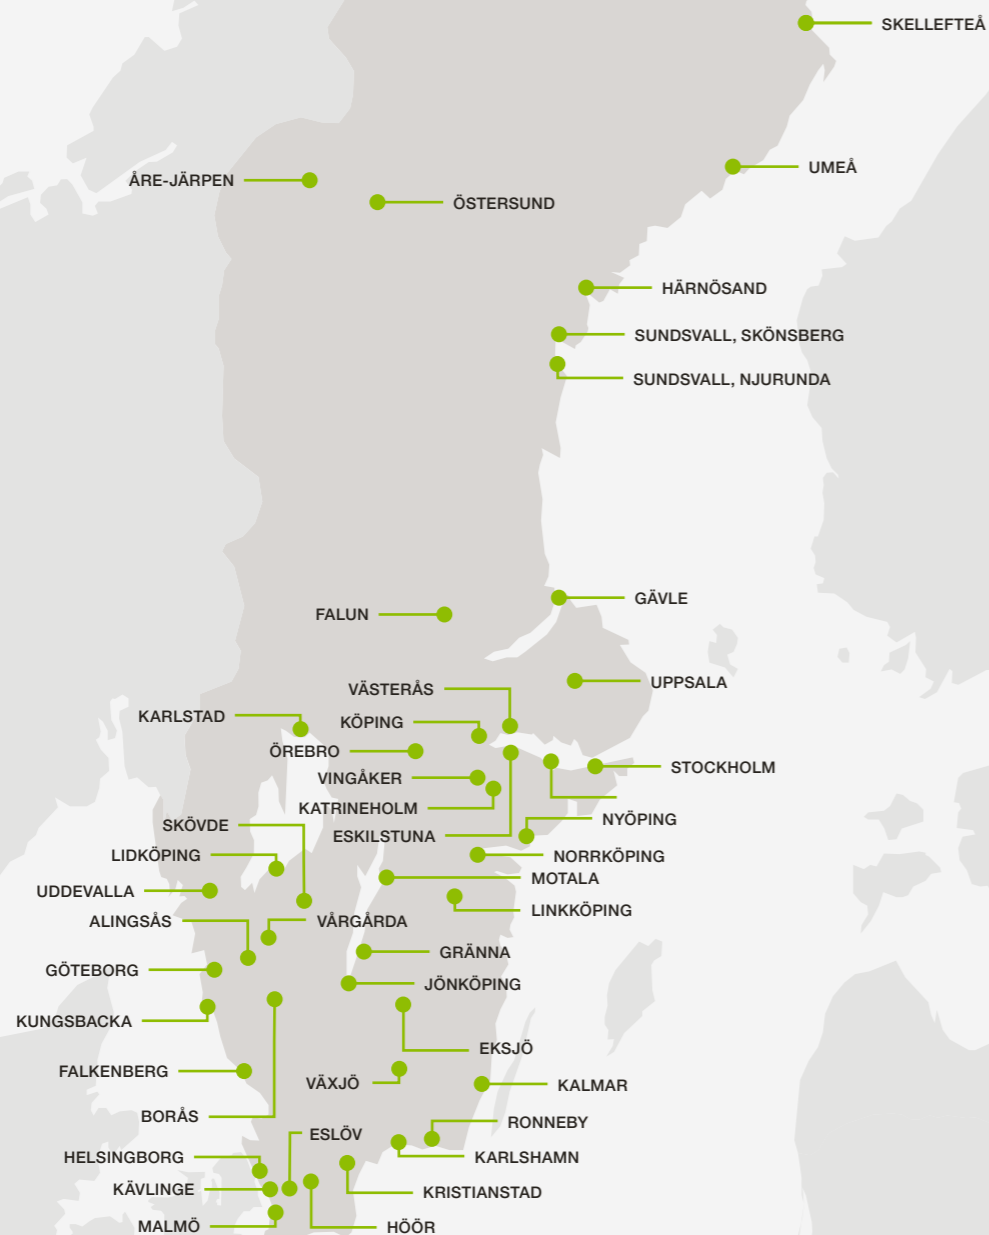 SKELLEFTEÅ
UMEÅ
ÅRE-JÄRPEN
ÖSTERSUND
HÄRNÖSAND
SUNDSVALL, SKÖNSBERG
SUNDSVALL, NJURUNDA
GÄVLE
FALUN
UPPSALA
VÄSTERÅS
KARLSTAD
KÖPING
ÖREBRO
STOCKHOLM
VINGÅKER
KATRINEHOLM
NYÖPING
SKÖVDE
ESKILSTUNA
LIDKÖPING
NORRKÖPING
MOTALA
UDDEVALLA
LINKKÖPING
ALINGSÅS
VÅRGÅRDA
GRÄNNA
GÖTEBORG
JÖNKÖPING
KUNGSBACKA
EKSJÖ
FALKENBERG
VÄXJÖ
KALMAR
BORÅS
RONNEBY
ESLÖV
HELSINGBORG
KARLSHAMN
KÄVLINGE
KRISTIANSTAD
MALMÖ
HÖÖR